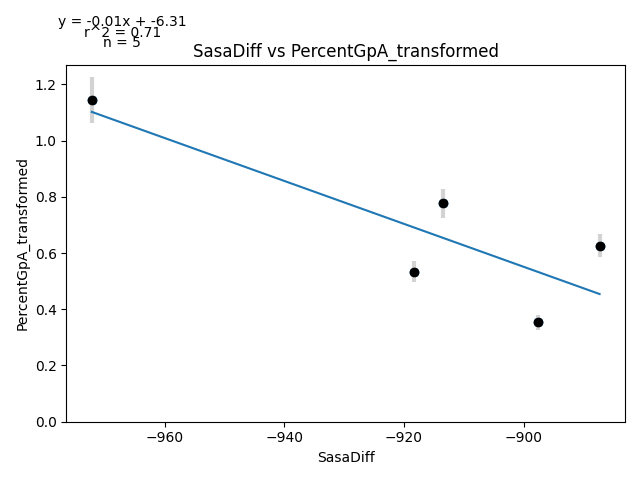 y = -0.01x + -6.31
r^2 = 0.71
n = 5
SasaDiff vs PercentGpA_transformed
PercentGpA_transformed
1.2
1.0
0.8
0.6
0.4
0.2
0.0
−960
−940
−920
−900
SasaDiff